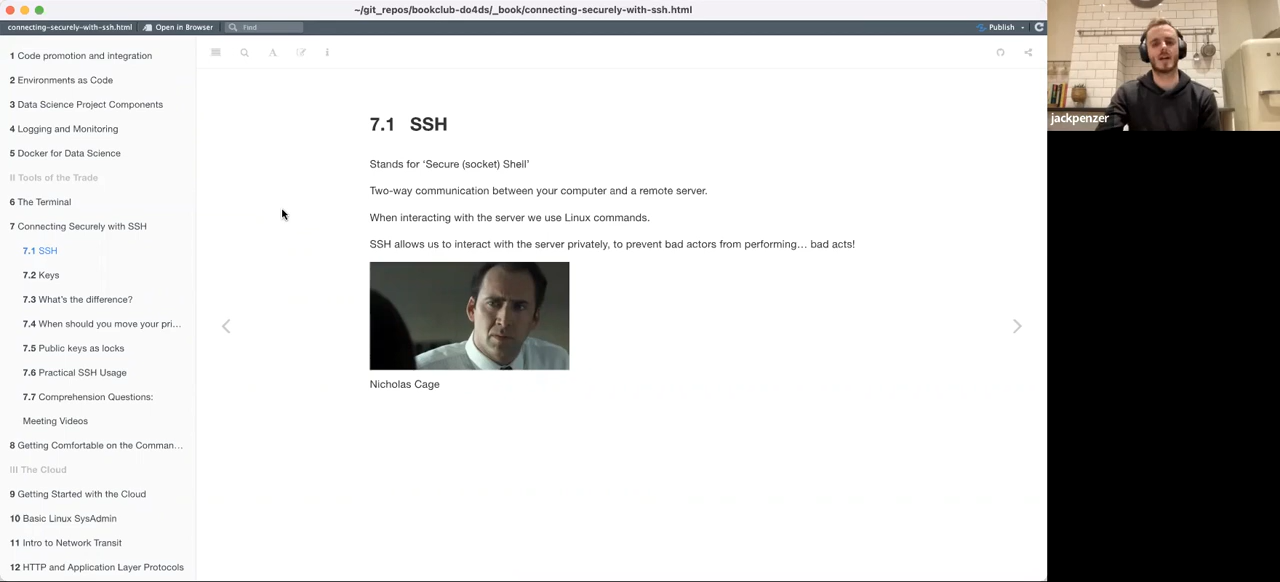 ~/git_repos/bookclub-do4ds/_book/connecting-securely-with-ssh.html
connecting-securely-with-ssh.html
Open in Browser
Find
Publish
1 Code promotion and integration
2 Environments as Code
3 Data Science Project Components
4 Logging and Monitoring
5 Docker for Data Science
II Tools of the Trade
6 The Terminal
7 Connecting Securely with SSH
7.1 SSH
7.2 Keys
7.3 What's the difference?
7.4 When should you move your pri...
7.5 Public keys as locks
7.6 Practical SSH Usage
7.7 Comprehension Questions:
Meeting Videos
8 Getting Comfortable on the Comman...
III The Cloud
9 Getting Started with the Cloud
10 Basic Linux SysAdmin
11 Intro to Network Transit
12 HTTP and Application Layer Protocols
A
i
7.1 SSH
Stands for ‘Secure (socket) Shell’
Two-way communication between your computer and a remote server.
When interacting with the server we use Linux commands.
SSH allows us to interact with the server privately, to prevent bad actors from performing… bad acts!
Nicholas Cage
jackpenzer